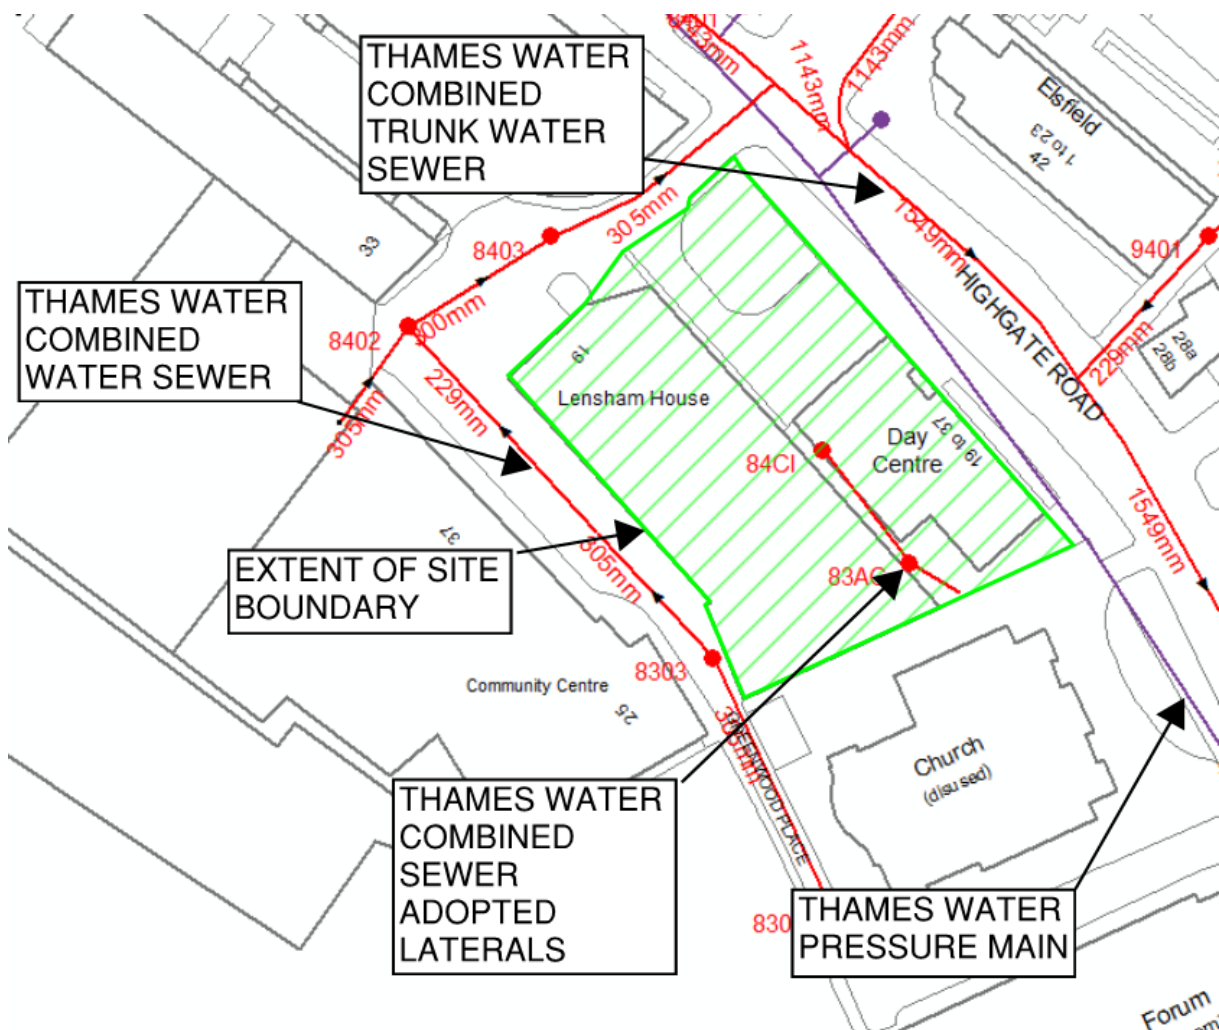 8401
THAMES WATER
COMBINED
TRUNK WATER
SEWER
1143mm
1143mm
Elsfield
1 to 23
42
33
8403
305mm
1549mm
9401
THAMES WATER
COMBINED
WATER SEWER
8402
300mm
HIGHGATE ROAD
28a
28b
229mm
19
Lensham House
229mm
305mm
84CI
Day
Centre
19 to 37
1549mm
37
EXTENT OF SITE
BOUNDARY
305mm
83AC
8303
Community Centre
25
305mm
Church
(disused)
THAMES WATER
COMBINED
SEWER
ADOPTED
LATERALS
THAMES WATER
PRESSURE MAIN
Forum